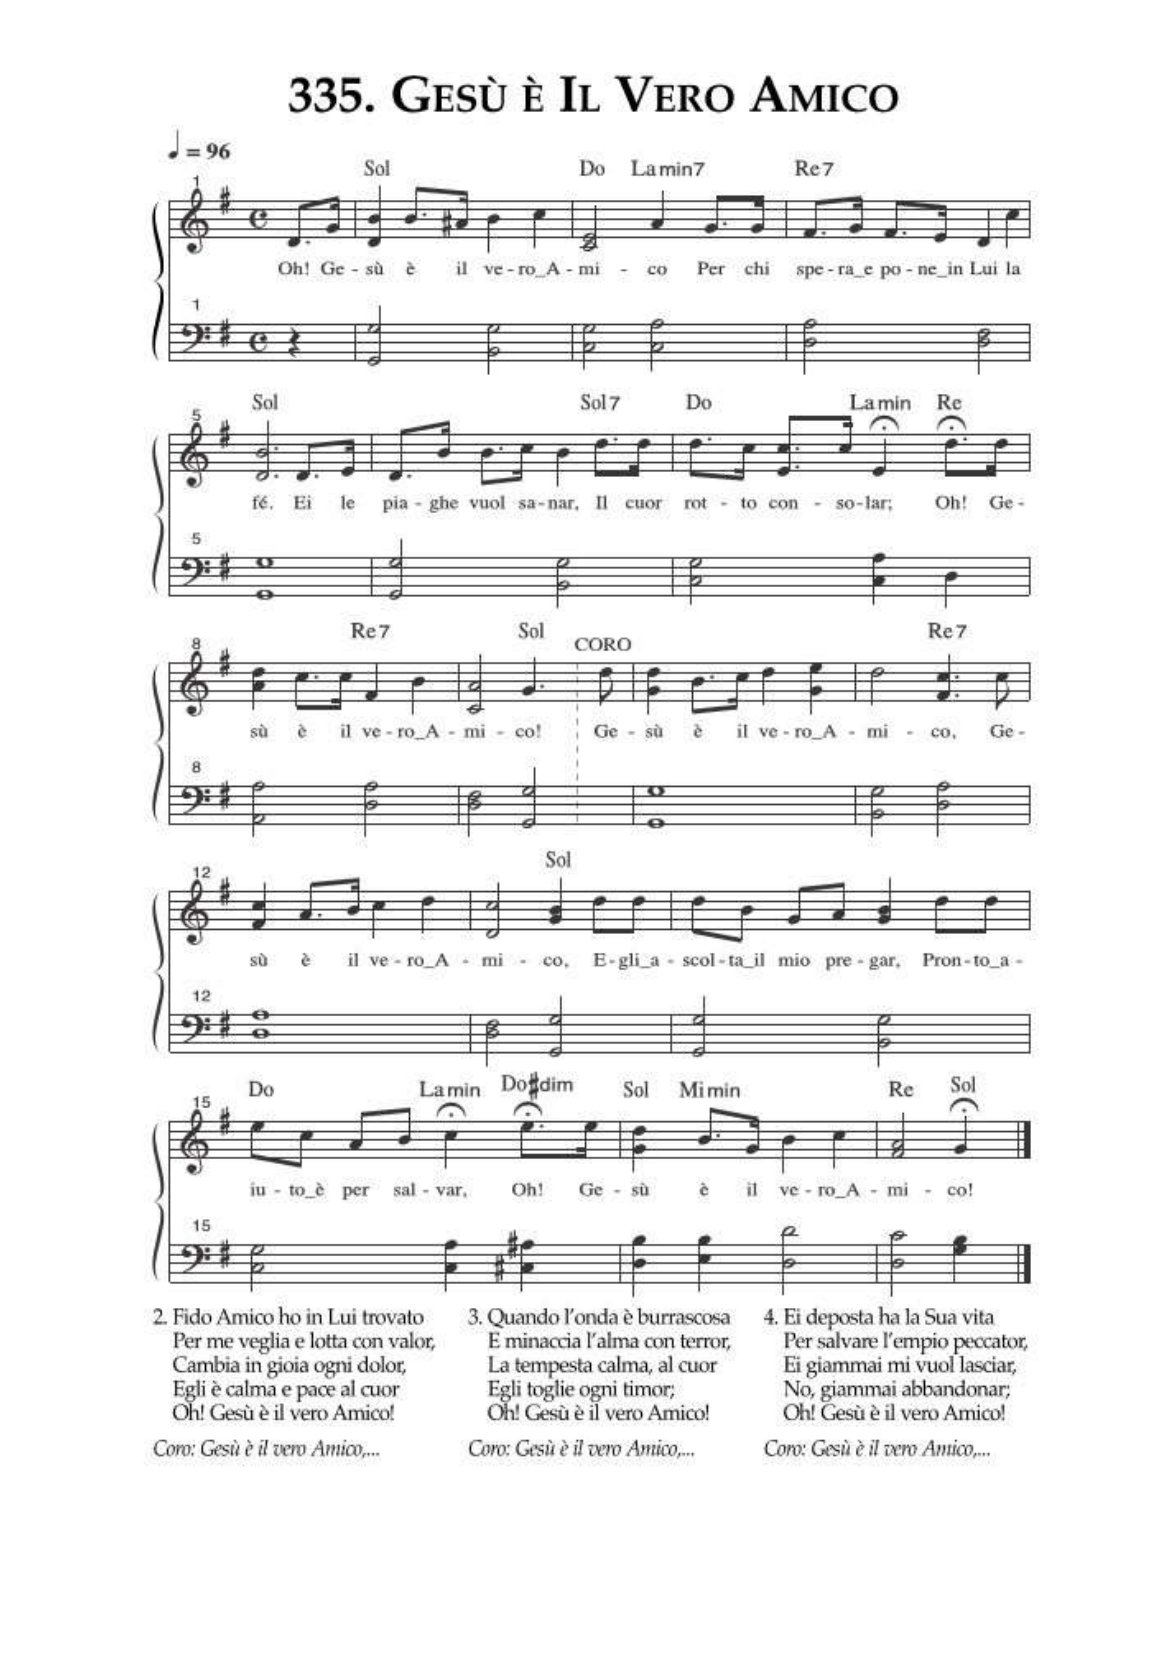 335. Gesù è Il Vero Amico
= 96
Sol Do La min7 Re7
1
Oh! Ge - sù è il ve - ro_A - mi - co Per chi spe - ra_e po - ne_in Lui la
1
Sol Sol7 Do La min Re
5
fé. Ei le pia - ghe vuol sa - nar, Il cuor rot - to con - so - lar; Oh! Ge -
5
Re7 Sol CORO Re7
8
sù è il ve - ro_A - mi - co! Ge - sù è il ve - ro_A - mi - co, Ge -
8
Sol
12
sù è il ve - ro_A - mi - co, E - gli_a - scol - ta_il mio pre - gar, Pron - to_a -
12
Do La min Do#dim Sol Mi min Re Sol
15
iu - to_è per sal - var, Oh! Ge - sù è il ve - ro_A - mi - co!
15
2. Fido Amico ho in Lui trovato
Per me veglia e lotta con valor,
Cambia in gioia ogni dolor,
Egli è calma e pace al cuor
Oh! Gesù è il vero Amico!
Coro: Gesù è il vero Amico,...
3. Quando l'onda è burrascosa
E minaccia l'alma con terror,
La tempesta calma, al cuor
Egli toglie ogni timor;
Oh! Gesù è il vero Amico!
Coro: Gesù è il vero Amico,...
4. Ei deposta ha la Sua vita
Per salvare l'empio peccator,
Ei giammai mi vuol lasciar,
No, giammai abbandonar;
Oh! Gesù è il vero Amico!
Coro: Gesù è il vero Amico,...